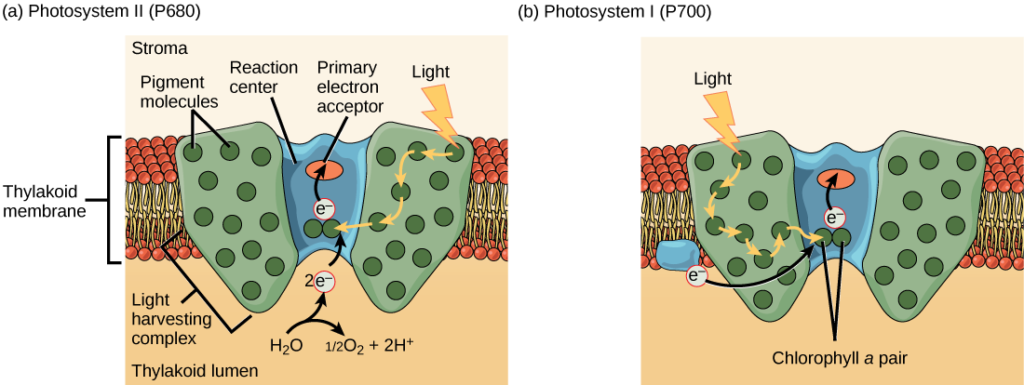 (a) Photosystem II (P680)
Stroma
Pigment
molecules
Reaction
center
Primary
electron
acceptor
Light
Thylakoid
membrane
e⁻
2e⁻
Light
harvesting
complex
H₂O
1/2O₂ + 2H⁺
Thylakoid lumen
(b) Photosystem I (P700)
Light
e⁻
e⁻
Chlorophyll a pair